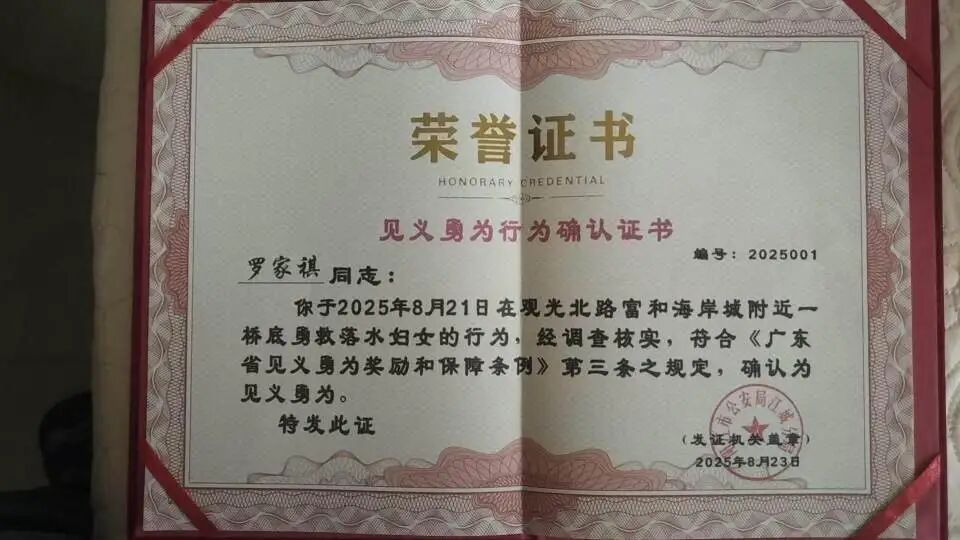 荣誉证书
HONORARY CREDENTIAL
见义勇为行为确认证书
编号：2025001
罗家祺 同志：
你于2025年8月21日在观光北路富和海岸城附近一
桥底勇救落水妇女的行为，经调查核实，符合《广东
省见义勇为奖励和保障条例》第三条之规定，确认为
见义勇为。
特发此证
市公安局江城
（发证机关盖章）
2025年8月23日